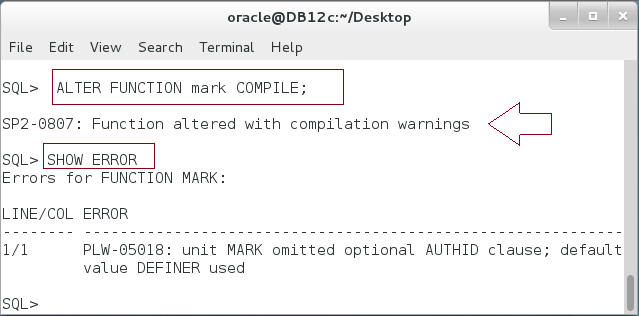 oracle@DB12c:~/Desktop
File Edit View Search Terminal Help
SQL> ALTER FUNCTION mark COMPILE;
SP2-0807: Function altered with compilation warnings
SQL> SHOW ERROR
Errors for FUNCTION MARK:
LINE/COL ERROR
-------- -----------------------------------------------------------------
1/1 PLW-05018: unit MARK omitted optional AUTHID clause; default
value DEFINER used
SQL>